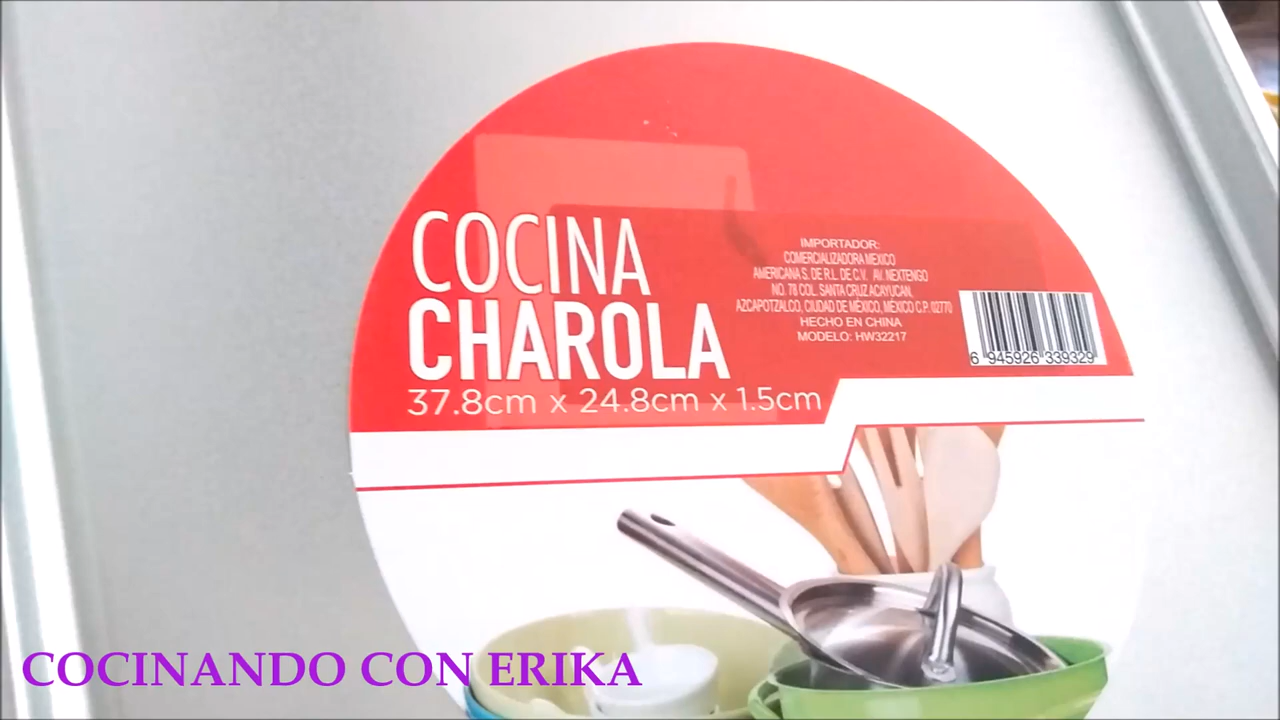 COCINA
CHAROLA
37.8cm x 24.8cm x 1.5cm
IMPORTADOR:
COMERCIALIZADORA MEXICO
AMERICANA S. DE R.L. DE C.V. AV. NEXTENGO
NO. 78 COL. SANTA CRUZ ACAYUCAN,
AZCAPOTZALCO, CIUDAD DE MÉXICO, MÉXICO C.P. 02770
HECHO EN CHINA
MODELO: HW32217
6 945926 339329
COCINANDO CON ERIKA